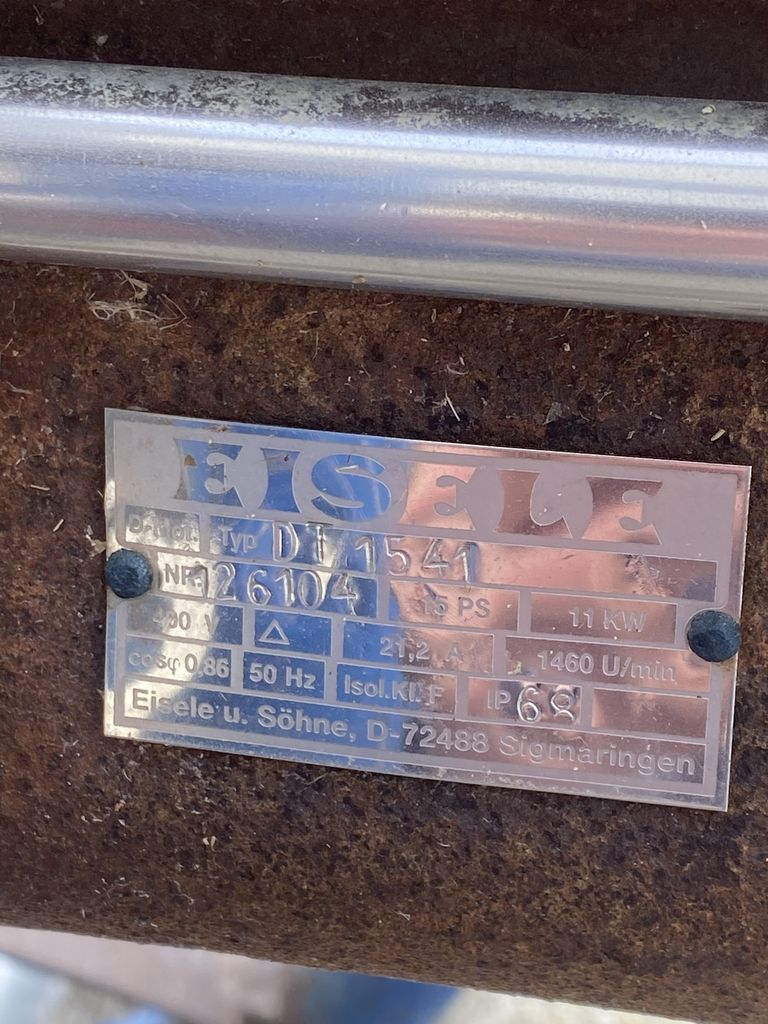 EISELE
D-Mot. Typ DT 1541
NR. 126104 15 PS 11 KW
400 V △ 21,2 A 1460 U/min
cosφ 0,86 50 Hz Isol.Kl. F IP 68
Eisele u. Söhne, D-72488 Sigmaringen